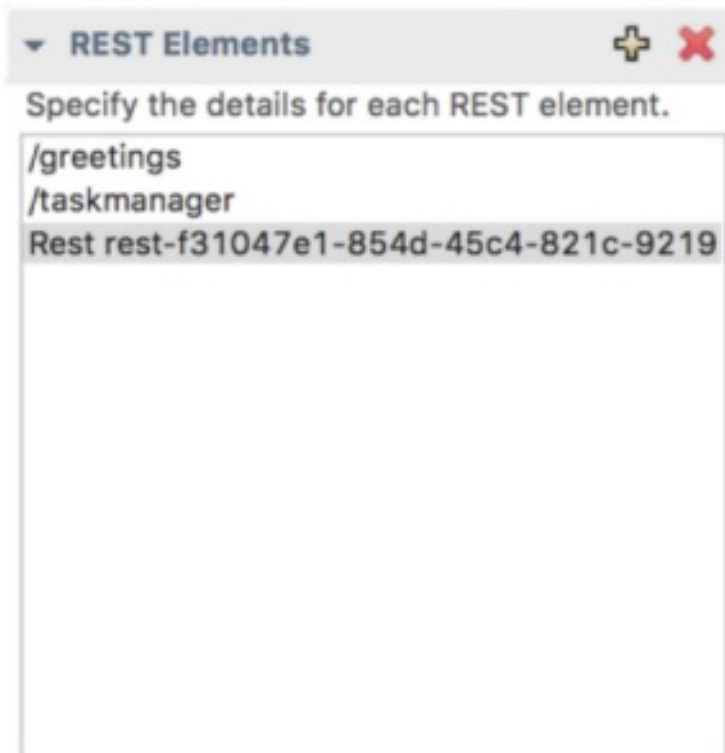 REST Elements
Specify the details for each REST element.
/greetings
/taskmanager
Rest rest-f31047e1-854d-45c4-821c-9219